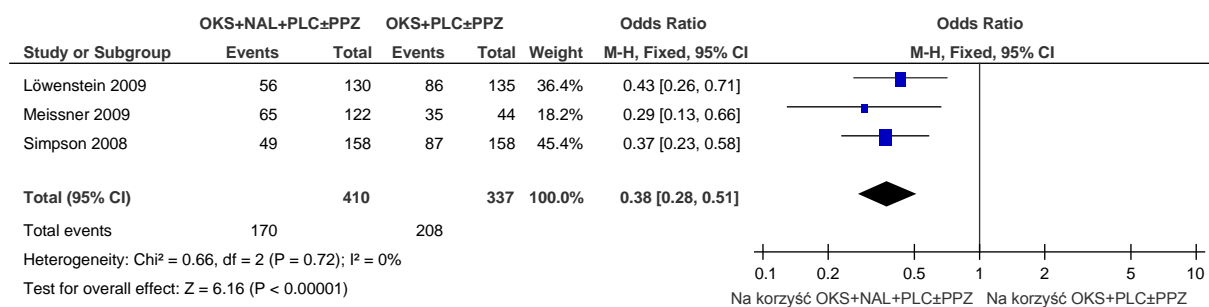 OKS+NAL+PLC±PPZ OKS+PLC±PPZ Odds Ratio Odds Ratio
Study or Subgroup Events Total Events Total Weight M-H, Fixed, 95% CI M-H, Fixed, 95% CI
Löwenstein 2009 56 130 86 135 36.4% 0.43 [0.26, 0.71]
Meissner 2009 65 122 35 44 18.2% 0.29 [0.13, 0.66]
Simpson 2008 49 158 87 158 45.4% 0.37 [0.23, 0.58]
Total (95% CI) 410 337 100.0% 0.38 [0.28, 0.51]
Total events 170 208
Heterogeneity: Chi² = 0.66, df = 2 (P = 0.72); I² = 0%
Test for overall effect: Z = 6.16 (P < 0.00001)
0.1 0.2 0.5 1 2 5 10
Na korzyść OKS+NAL+PLC±PPZ Na korzyść OKS+PLC±PPZ